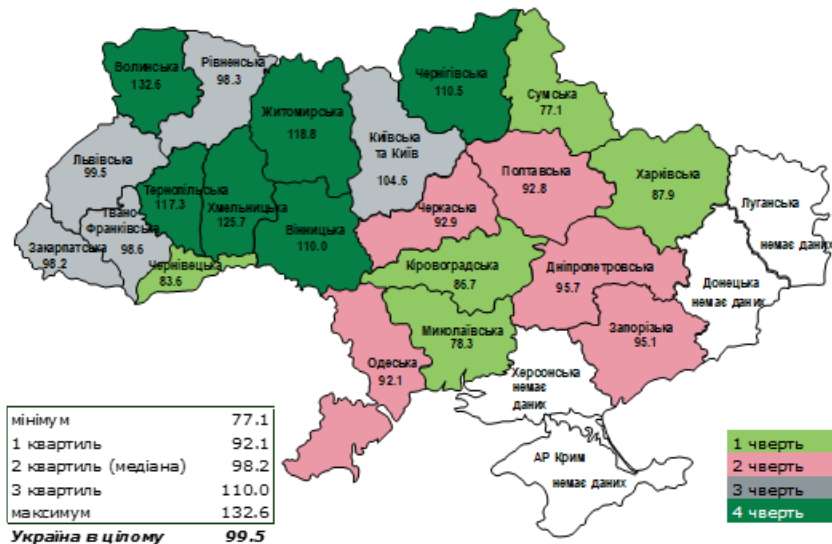 Волинська
132.6
Рівненська
98.3
Житомирська
118.8
Київська
та Київ
104.6
Чернігівська
110.5
Сумська
77.1
Львівська
99.5
Тернопільська
117.3
Хмельницька
125.7
Вінницька
110.0
Івано-
Франківська
98.6
Закарпатська
98.2
Чернівецька
83.6
Черкаська
92.9
Полтавська
92.8
Харківська
87.9
Луганська
немає даних
Кіровоградська
86.7
Дніпропетровська
95.7
Донецька
немає даних
Миколаївська
78.3
Запорізька
95.1
Одеська
92.1
Херсонська
немає
даних
АР Крим
немає даних
мінімум 77.1
1 квартиль 92.1
2 квартиль (медіана) 98.2
3 квартиль 110.0
максимум 132.6
Україна в цілому 99.5
1 чверть
2 чверть
3 чверть
4 чверть